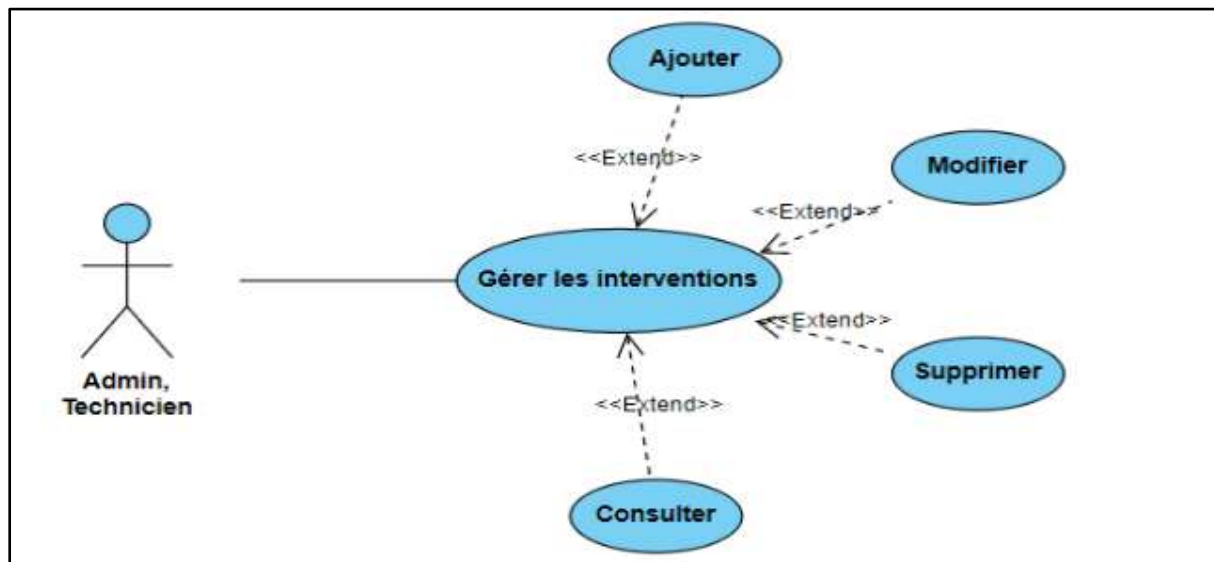 Ajouter
<<Extend>>
Modifier
<<Extend>>
Gérer les interventions
<<Extend>>
Supprimer
Admin,
Technicien
<<Extend>>
Consulter